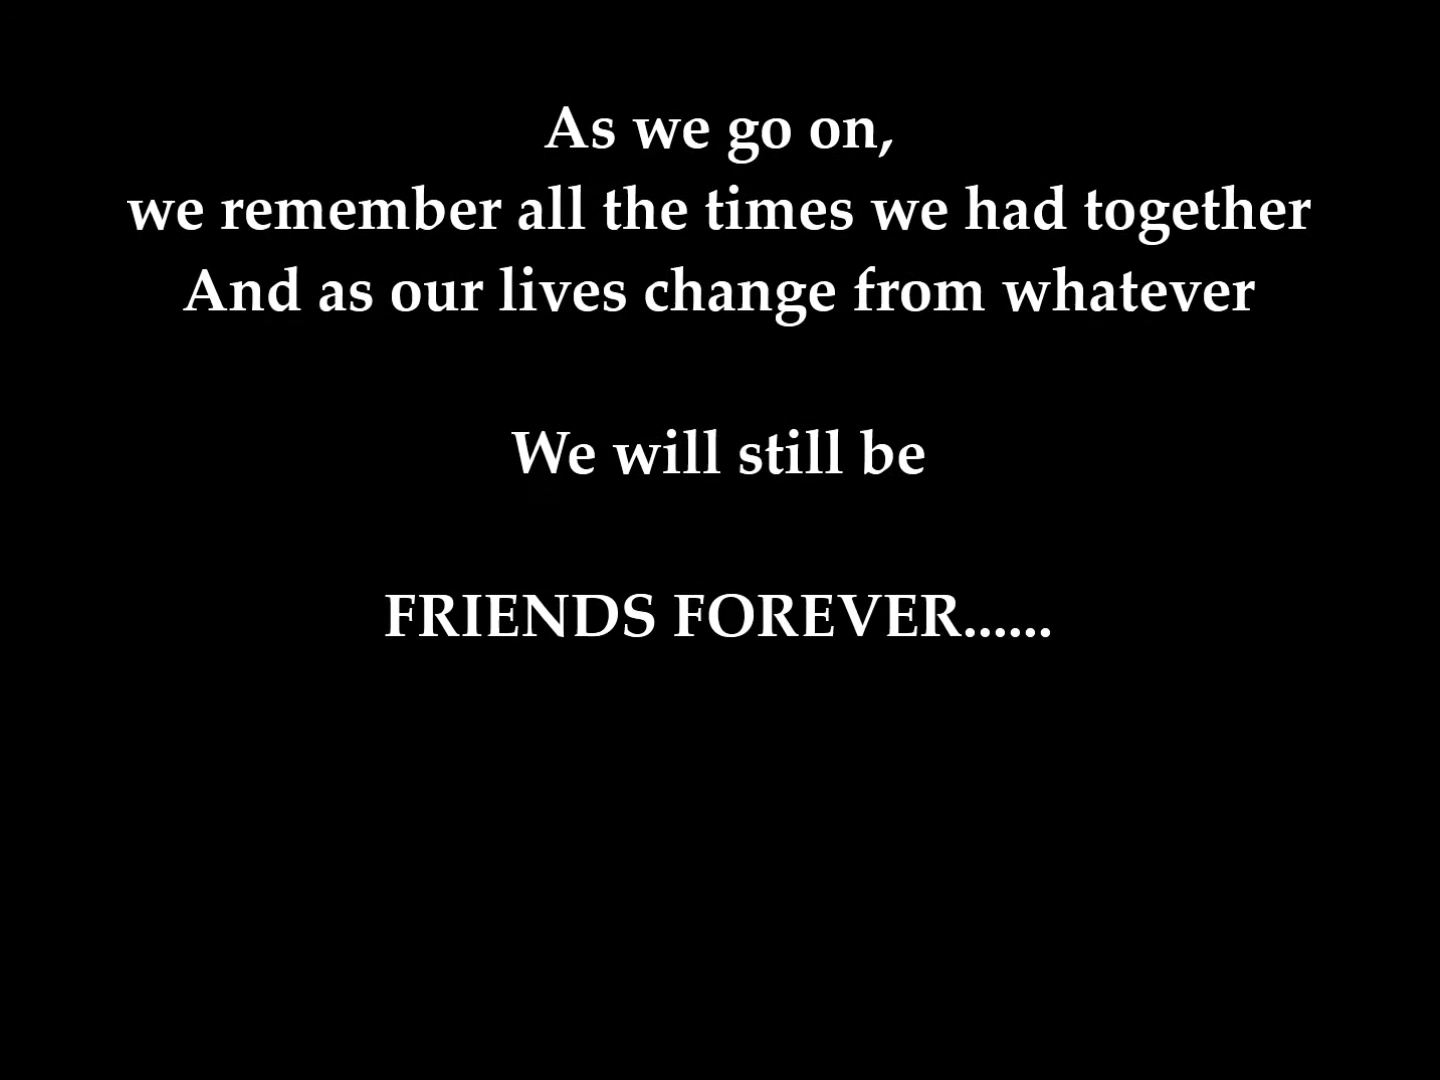 As we go on,
we remember all the times we had together
And as our lives change from whatever
We will still be
FRIENDS FOREVER......